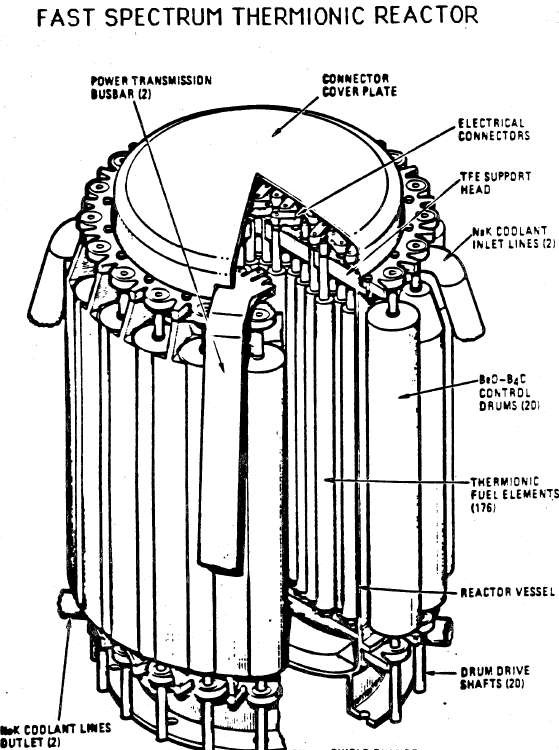 FAST SPECTRUM THERMIONIC REACTOR
POWER TRANSMISSION
BUSBAR (2)
CONNECTOR
COVER PLATE
ELECTRICAL
CONNECTORS
TFE SUPPORT
HEAD
NaK COOLANT
INLET LINES (2)
BeO-B4C
CONTROL
DRUMS (20)
THERMIONIC
FUEL ELEMENTS
(176)
REACTOR VESSEL
DRUM DRIVE
SHAFTS (20)
NaK COOLANT LINES
OUTLET (2)